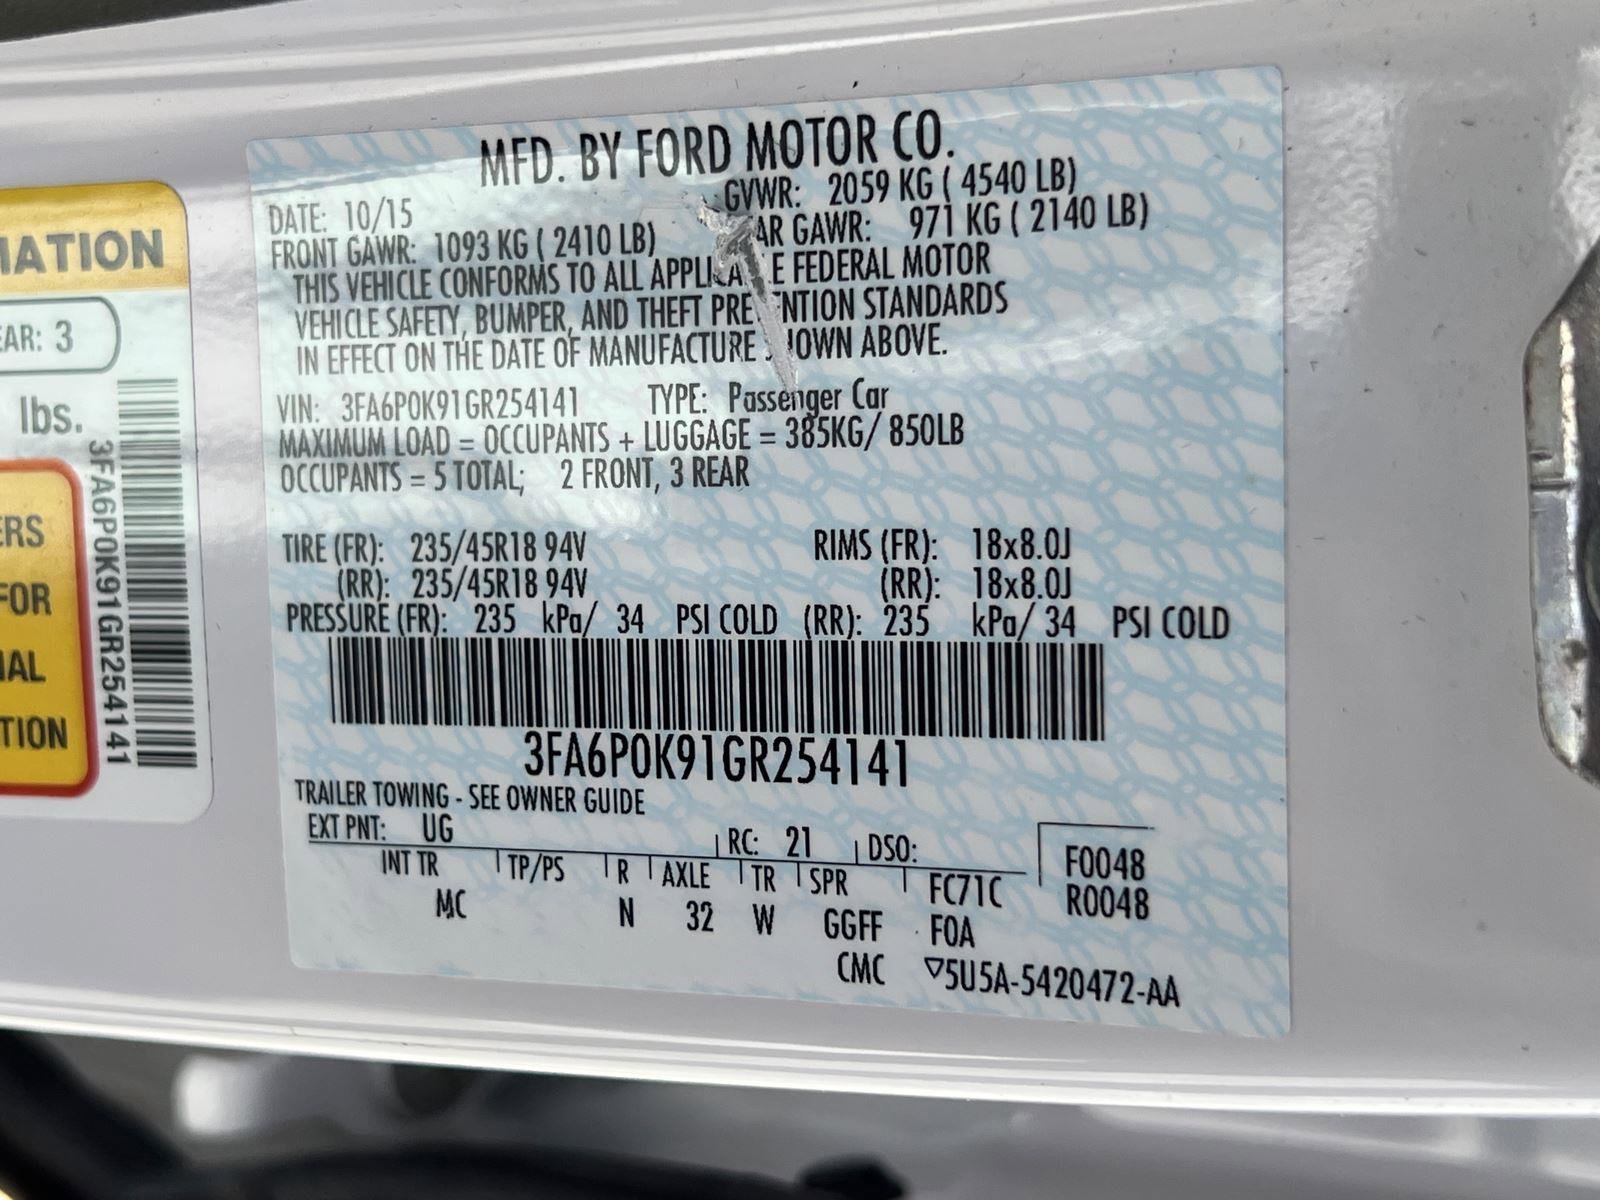 MFD. BY FORD MOTOR CO.
DATE: 10/15 GVWR: 2059 KG ( 4540 LB)
FRONT GAWR: 1093 KG ( 2410 LB) AR GAWR: 971 KG ( 2140 LB)
THIS VEHICLE CONFORMS TO ALL APPLICA LE FEDERAL MOTOR
VEHICLE SAFETY, BUMPER, AND THEFT PRE NTION STANDARDS
IN EFFECT ON THE DATE OF MANUFACTURE SHOWN ABOVE.
VIN: 3FA6P0K91GR254141 TYPE: Passenger Car
MAXIMUM LOAD = OCCUPANTS + LUGGAGE = 385KG/ 850LB
OCCUPANTS = 5 TOTAL; 2 FRONT, 3 REAR
TIRE (FR): 235/45R18 94V RIMS (FR): 18x8.0J
(RR): 235/45R18 94V (RR): 18x8.0J
PRESSURE (FR): 235 kPa/ 34 PSI COLD (RR): 235 kPa/ 34 PSI COLD
3FA6P0K91GR254141
TRAILER TOWING - SEE OWNER GUIDE
EXT PNT: UG RC: 21 DSO: F0048
INT TR TP/PS R AXLE TR SPR FC71C R0048
MC N 32 W GGFF F0A
CMC ▽5U5A-5420472-AA
MATION
EAR: 3
lbs.
3FA6P0K91GR254141
ERS
FOR
IAL
TION